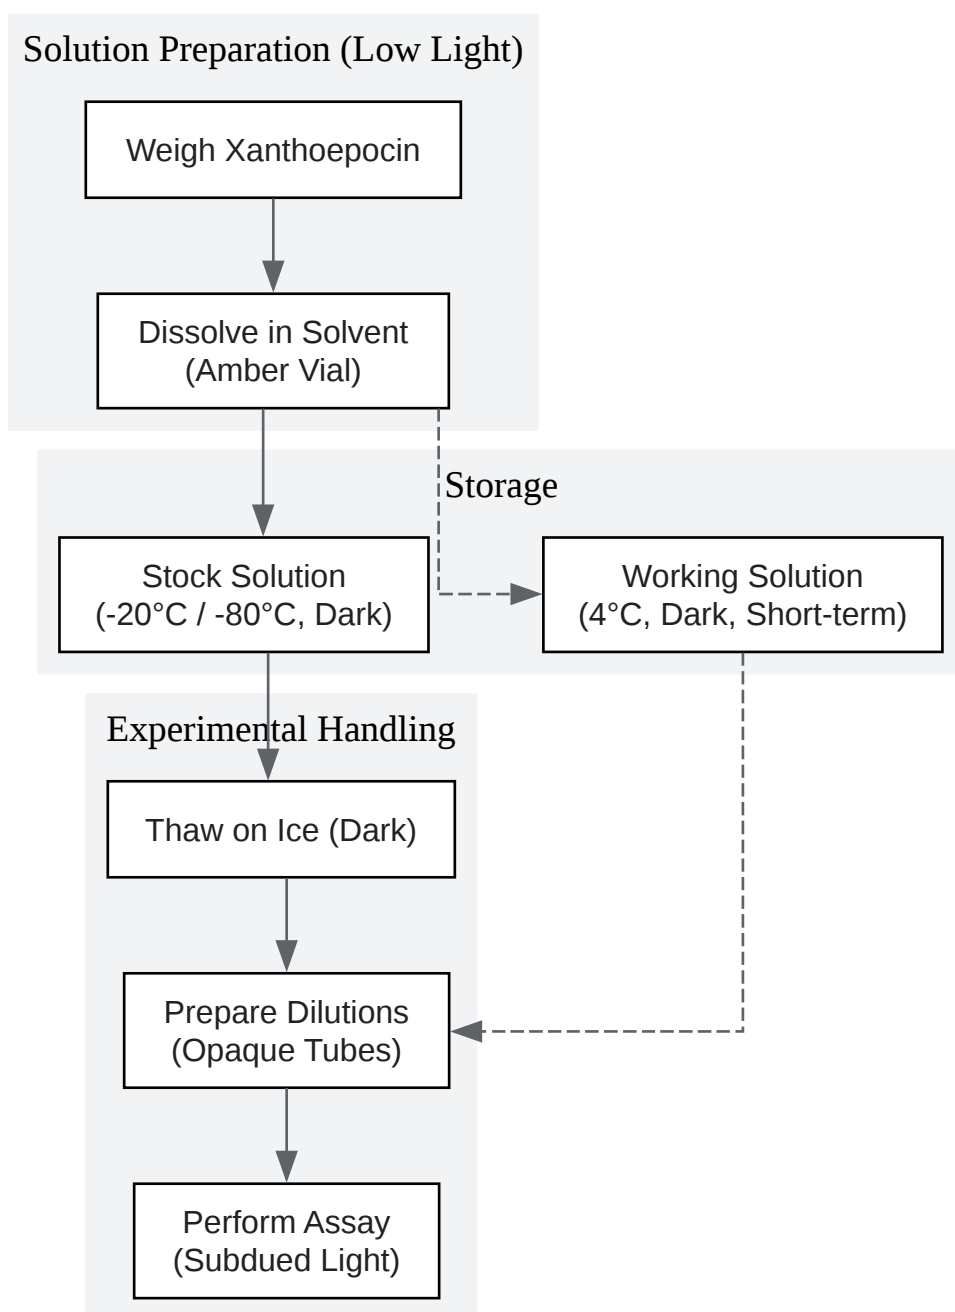 Solution Preparation (Low Light)
Weigh Xanthoepocin
Dissolve in Solvent
(Amber Vial)
Storage
Stock Solution
(-20°C / -80°C, Dark)
Working Solution
(4°C, Dark, Short-term)
Experimental Handling
Thaw on Ice (Dark)
Prepare Dilutions
(Opaque Tubes)
Perform Assay
(Subdued Light)